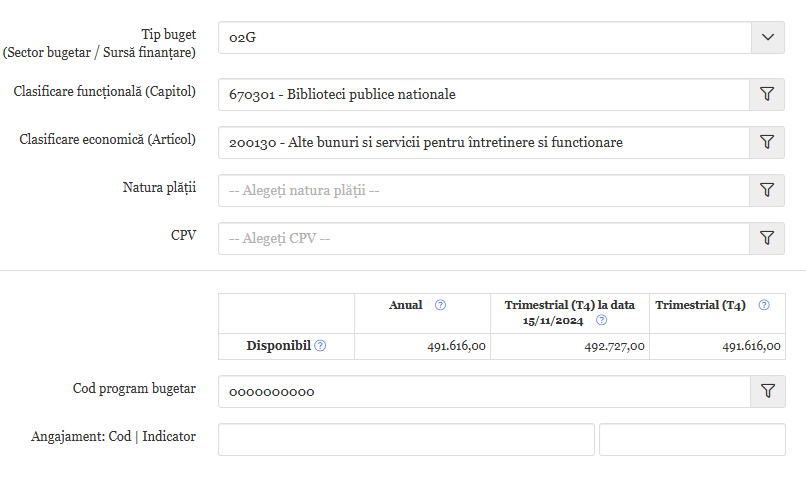 Tip buget
(Sector bugetar / Sursă finanțare)
02G
Clasificare funcțională (Capitol)
670301 - Biblioteci publice nationale
Clasificare economică (Articol)
200130 - Alte bunuri si servicii pentru întretinere si functionare
Natura plății
-- Alegeți natura plății --
CPV
-- Alegeți CPV --
Anual ?
Trimestrial (T4) la data
15/11/2024 ?
Trimestrial (T4) ?
Disponibil ?
491.616,00
492.727,00
491.616,00
Cod program bugetar
0000000000
Angajament: Cod | Indicator